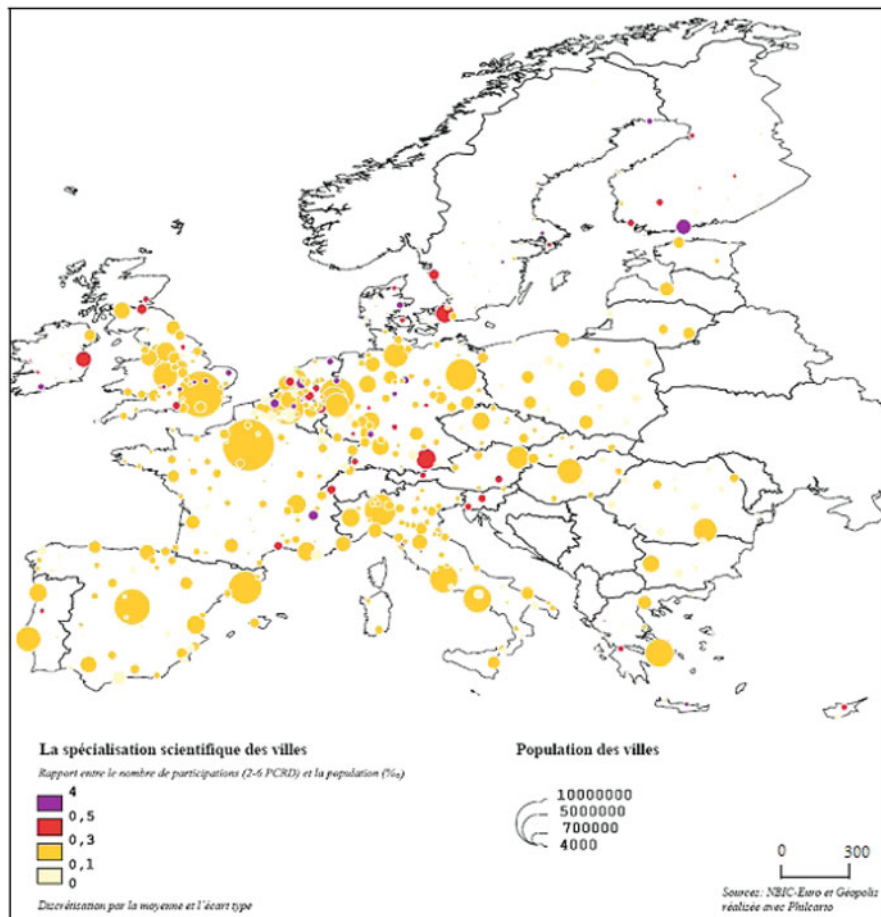 La spécialisation scientifique des villes
Rapport entre le nombre de participations (2-6 PCRD) et la population (‰)
4
0,5
0,3
0,1
0
Discrétisation par la moyenne et l'écart type
Population des villes
10000000
5000000
700000
4000
0 300
Sources: NBIC-Euro et Géopolis
réalisée avec Philcarto